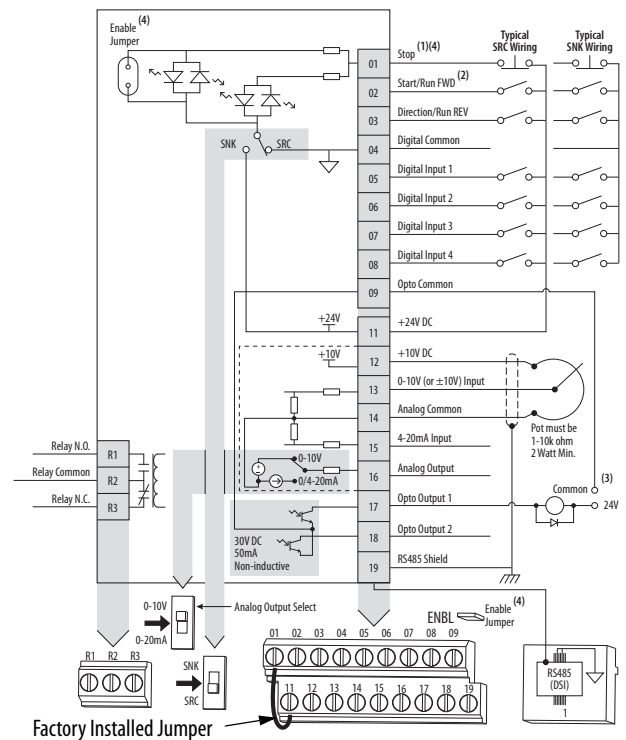 Enable (4)
Jumper
Typical
SRC Wiring
Typical
SNK Wiring
01
Stop (1)(4)
02
Start/Run FWD (2)
03
Direction/Run REV
SNK
SRC
04
Digital Common
05
Digital Input 1
06
Digital Input 2
07
Digital Input 3
08
Digital Input 4
09
Opto Common
+24V
11
+24V DC
+10V
12
+10V DC
13
0-10V (or ±10V) Input
14
Analog Common
Pot must be
1-10k ohm
2 Watt Min.
15
4-20mA Input
Relay N.O.
R1
Relay Common
R2
Relay N.C.
R3
0-10V
0/4-20mA
16
Analog Output
17
Opto Output 1
Common
(3)
24V
18
Opto Output 2
30V DC
50mA
Non-inductive
19
RS485 Shield
0-10V
0-20mA
Analog Output Select
ENBL
Enable (4)
Jumper
01 02 03 04 05 06 07 08 09
R1 R2 R3
SNK
SRC
11 12 13 14 15 16 17 18 19
RS485
(DSI)
1
Factory Installed Jumper